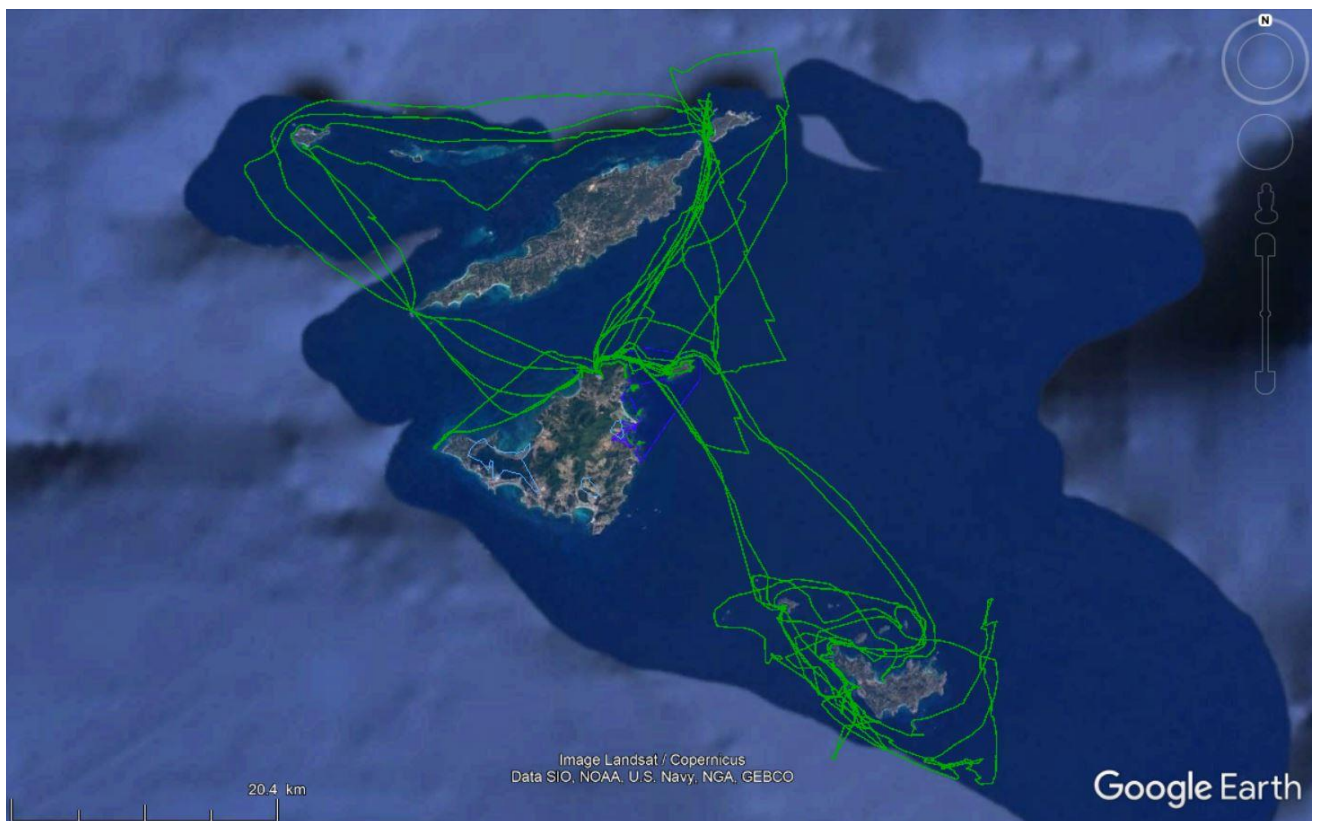 N
Image Landsat / Copernicus
Data SIO, NOAA, U.S. Navy, NGA, GEBCO
20.4 km
Google Earth